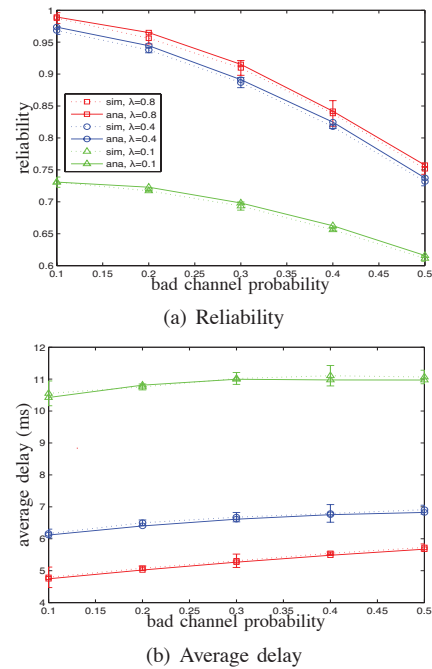 1
0.95
0.9
0.85
0.8
0.75
0.7
0.65
0.6
reliability
sim, λ=0.8
ana, λ=0.8
sim, λ=0.4
ana, λ=0.4
sim, λ=0.1
ana, λ=0.1
0.1 0.15 0.2 0.25 0.3 0.35 0.4 0.45 0.5
bad channel probability
(a) Reliability
12
11
10
9
8
7
6
5
4
average delay (ms)
0.1 0.15 0.2 0.25 0.3 0.35 0.4 0.45 0.5
bad channel probability
(b) Average delay